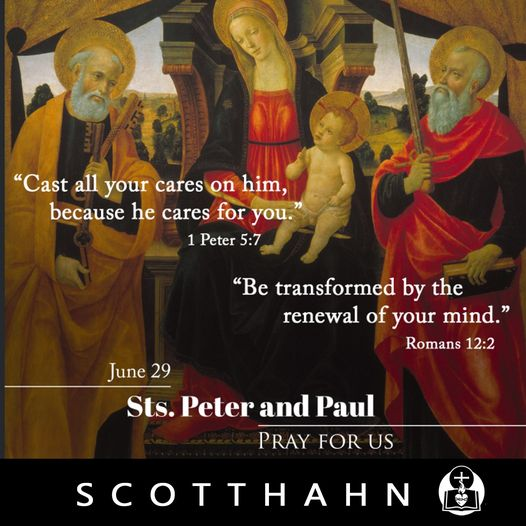 “Cast all your cares on him,
because he cares for you.”
1 Peter 5:7
“Be transformed by the
renewal of your mind.”
Romans 12:2
June 29
Sts. Peter and Paul
PRAY FOR US
SCOTTHAHN